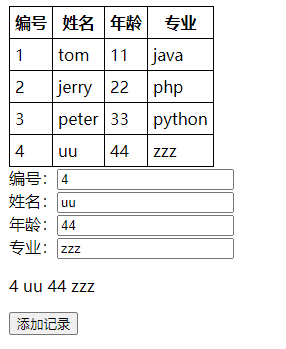 编号 姓名 年龄 专业
1 tom 11 java
2 jerry 22 php
3 peter 33 python
4 uu 44 zzz
编号： 4
姓名： uu
年龄： 44
专业： zzz
4 uu 44 zzz
添加记录